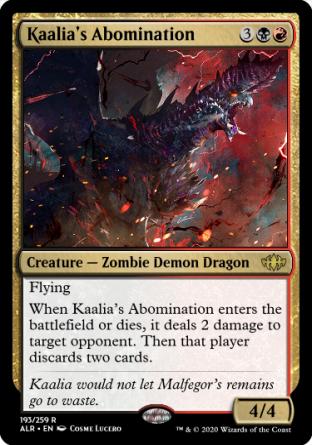 Kaalia's Abomination 3
Creature — Zombie Demon Dragon
Flying
When Kaalia's Abomination enters the
battlefield or dies, it deals 2 damage to
target opponent. Then that player
discards two cards.
Kaalia would not let Malfegor's remains
go to waste.
4/4
193/259 R
ALR • EN Cosme Lucero
™ & © 2020 Wizards of the Coast